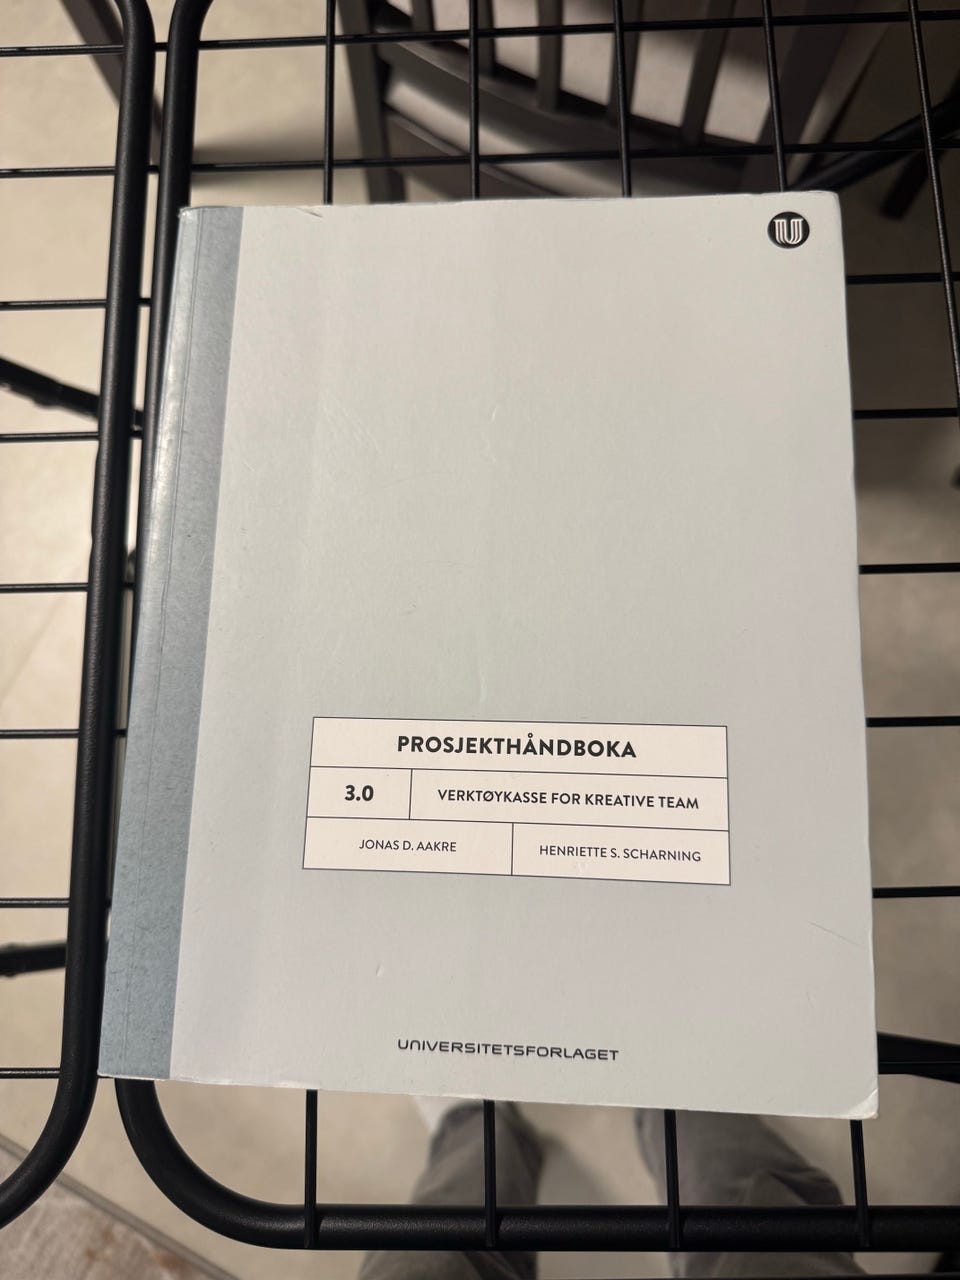 U
PROSJEKTHÅNDBOKA
3.0
VERKTØYKASSE FOR KREATIVE TEAM
JONAS D. AAKRE
HENRIETTE S. SCHARNING
UNIVERSITETSFORLAGET